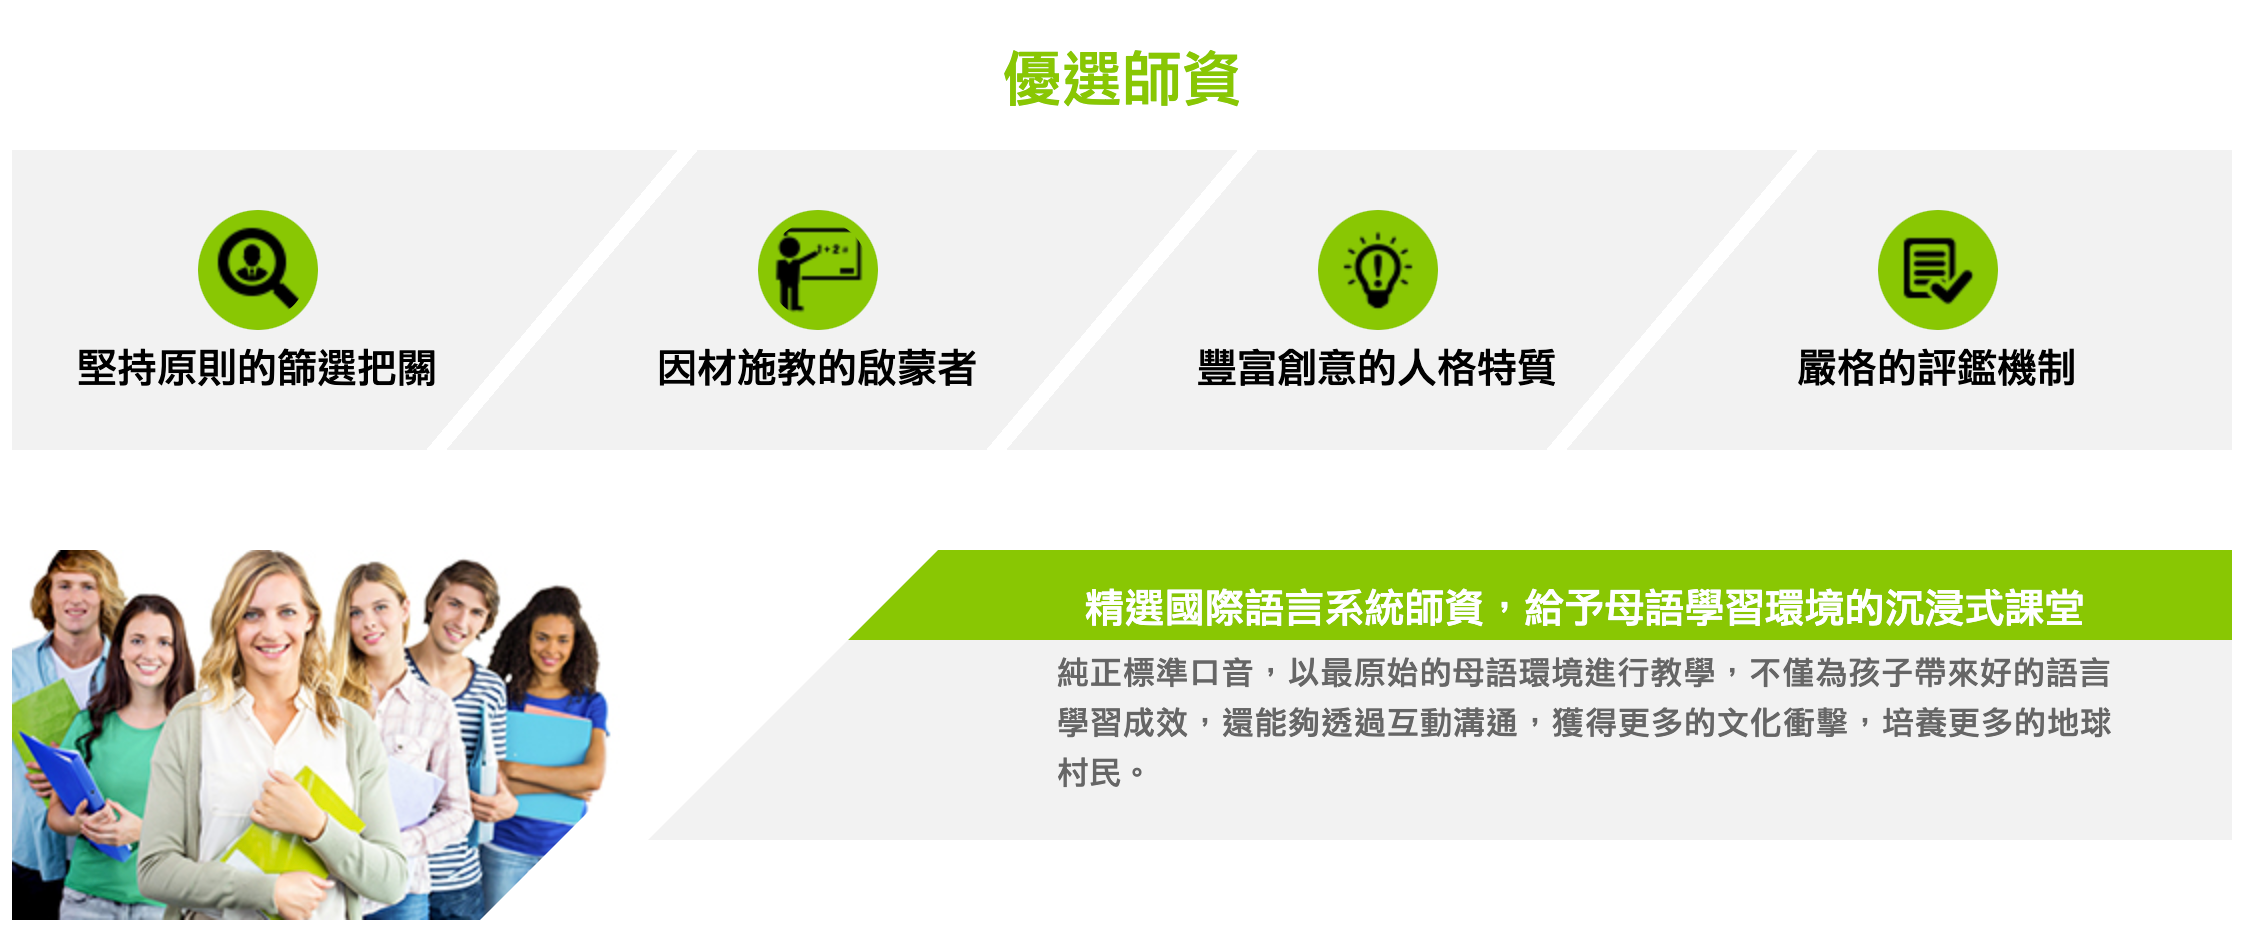 優選師資
堅持原則的篩選把關
因材施教的啟蒙者
豐富創意的人格特質
嚴格的評鑑機制
精選國際語言系統師資，給予母語學習環境的沉浸式課堂
純正標準口音，以最原始的母語環境進行教學，不僅為孩子帶來好的語言
學習成效，還能夠透過互動溝通，獲得更多的文化衝擊，培養更多的地球
村民。